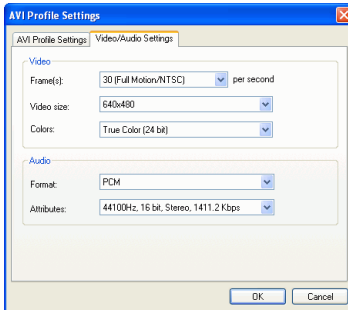 AVI Profile Settings
AVI Profile Settings Video/Audio Settings
Video
Frame(s): 30 (Full Motion/NTSC) per second
Video size: 640x480
Colors: True Color (24 bit)
Audio
Format: PCM
Attributes: 44100Hz, 16 bit, Stereo, 1411.2 Kbps
OK Cancel